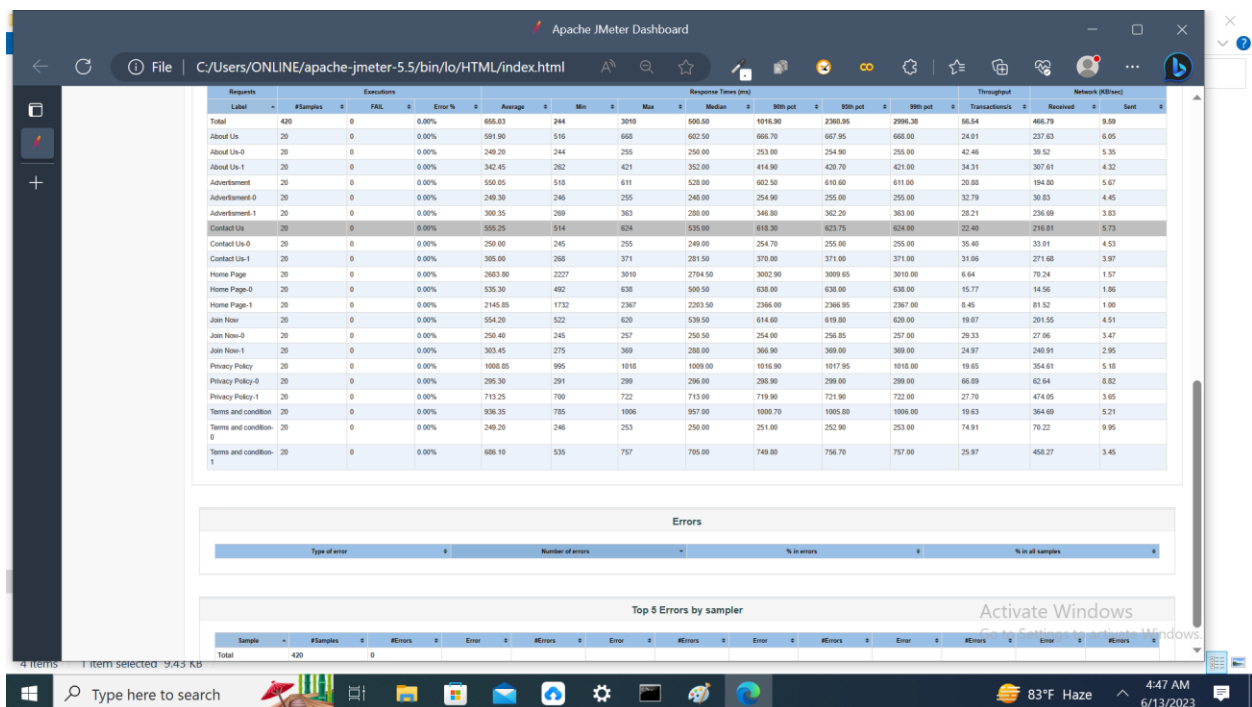 Apache JMeter Dashboard
File | C:/Users/ONLINE/apache-jmeter-5.5/bin/lo/HTML/index.html
Requests Executions Response Times (ms) Throughput Network (KB/sec)
Label #Samples FAIL Error % Average Min Max Median 90th pct 95th pct 99th pct Transactions/s Received Sent
Total 420 0 0.00% 655.03 244 3010 500.50 1016.90 2360.95 2996.38 56.54 466.79 9.59
About Us 20 0 0.00% 591.90 516 668 602.50 666.70 667.95 668.00 24.01 237.63 6.05
About Us-0 20 0 0.00% 249.20 244 255 250.00 253.00 254.90 255.00 42.46 39.52 5.35
About Us-1 20 0 0.00% 342.45 262 421 352.00 414.90 420.70 421.00 34.31 307.61 4.32
Advertisment 20 0 0.00% 550.05 518 611 528.00 602.50 610.60 611.00 20.88 194.80 5.67
Advertisment-0 20 0 0.00% 249.30 246 255 248.00 254.90 255.00 255.00 32.79 30.83 4.45
Advertisment-1 20 0 0.00% 300.35 269 363 280.00 346.80 362.20 363.00 28.21 236.69 3.83
Contact Us 20 0 0.00% 555.25 514 624 535.00 618.30 623.75 624.00 22.40 216.81 5.73
Contact Us-0 20 0 0.00% 250.00 245 255 249.00 254.70 255.00 255.00 35.40 33.01 4.53
Contact Us-1 20 0 0.00% 305.00 268 371 281.50 370.00 371.00 371.00 31.06 271.68 3.97
Home Page 20 0 0.00% 2683.80 2227 3010 2704.50 3002.90 3009.65 3010.00 6.64 70.24 1.57
Home Page-0 20 0 0.00% 535.30 492 638 500.50 638.00 638.00 638.00 15.77 14.56 1.86
Home Page-1 20 0 0.00% 2145.85 1732 2367 2203.50 2366.00 2366.95 2367.00 8.45 81.52 1.00
Join Now 20 0 0.00% 554.20 522 620 539.50 614.60 619.80 620.00 19.07 201.55 4.51
Join Now-0 20 0 0.00% 250.40 245 257 250.50 254.00 256.85 257.00 29.33 27.06 3.47
Join Now-1 20 0 0.00% 303.45 275 369 288.00 366.90 369.00 369.00 24.97 240.91 2.95
Privacy Policy 20 0 0.00% 1008.85 995 1018 1009.00 1016.90 1017.95 1018.00 19.65 354.61 5.18
Privacy Policy-0 20 0 0.00% 295.30 291 299 296.00 298.90 299.00 299.00 66.89 62.64 8.82
Privacy Policy-1 20 0 0.00% 713.25 700 722 713.00 719.90 721.90 722.00 27.70 474.05 3.65
Terms and condition 20 0 0.00% 936.35 785 1006 957.00 1000.70 1005.80 1006.00 19.63 364.69 5.21
Terms and condition- 20 0 0.00% 249.20 246 253 250.00 251.00 252.90 253.00 74.91 70.22 9.95
0
Terms and condition- 20 0 0.00% 686.10 535 757 705.00 749.80 756.70 757.00 25.97 458.27 3.45
1
Errors
Type of error Number of errors % in errors % in all samples
Top 5 Errors by sampler
Activate Windows
Go to Settings to activate Windows.
Sample #Samples #Errors Error #Errors Error #Errors Error #Errors Error #Errors Error #Errors
Total 420 0
4 items 1 item selected 9.43 KB
Type here to search
83°F Haze
4:47 AM
6/13/2023